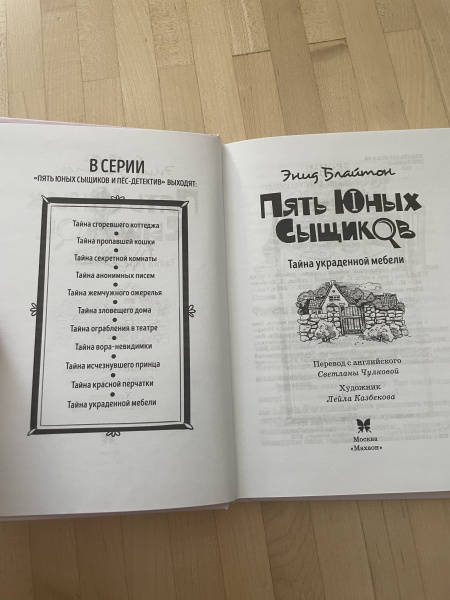 В СЕРИИ
«ПЯТЬ ЮНЫХ СЫЩИКОВ И ПЁС-ДЕТЕКТИВ» ВЫХОДЯТ:
Тайна сгоревшего коттеджа
Тайна пропавшей кошки
Тайна секретной комнаты
Тайна анонимных писем
Тайна жемчужного ожерелья
Тайна зловещего дома
Тайна ограбления в театре
Тайна вора-невидимки
Тайна исчезнувшего принца
Тайна красной перчатки
Тайна украденной мебели
Энид Блайтон
Пять Юных
Сыщиков
Тайна украденной мебели
Перевод с английского
Светланы Чулковой
Художник
Лейла Казбекова
Москва
«Махаон»